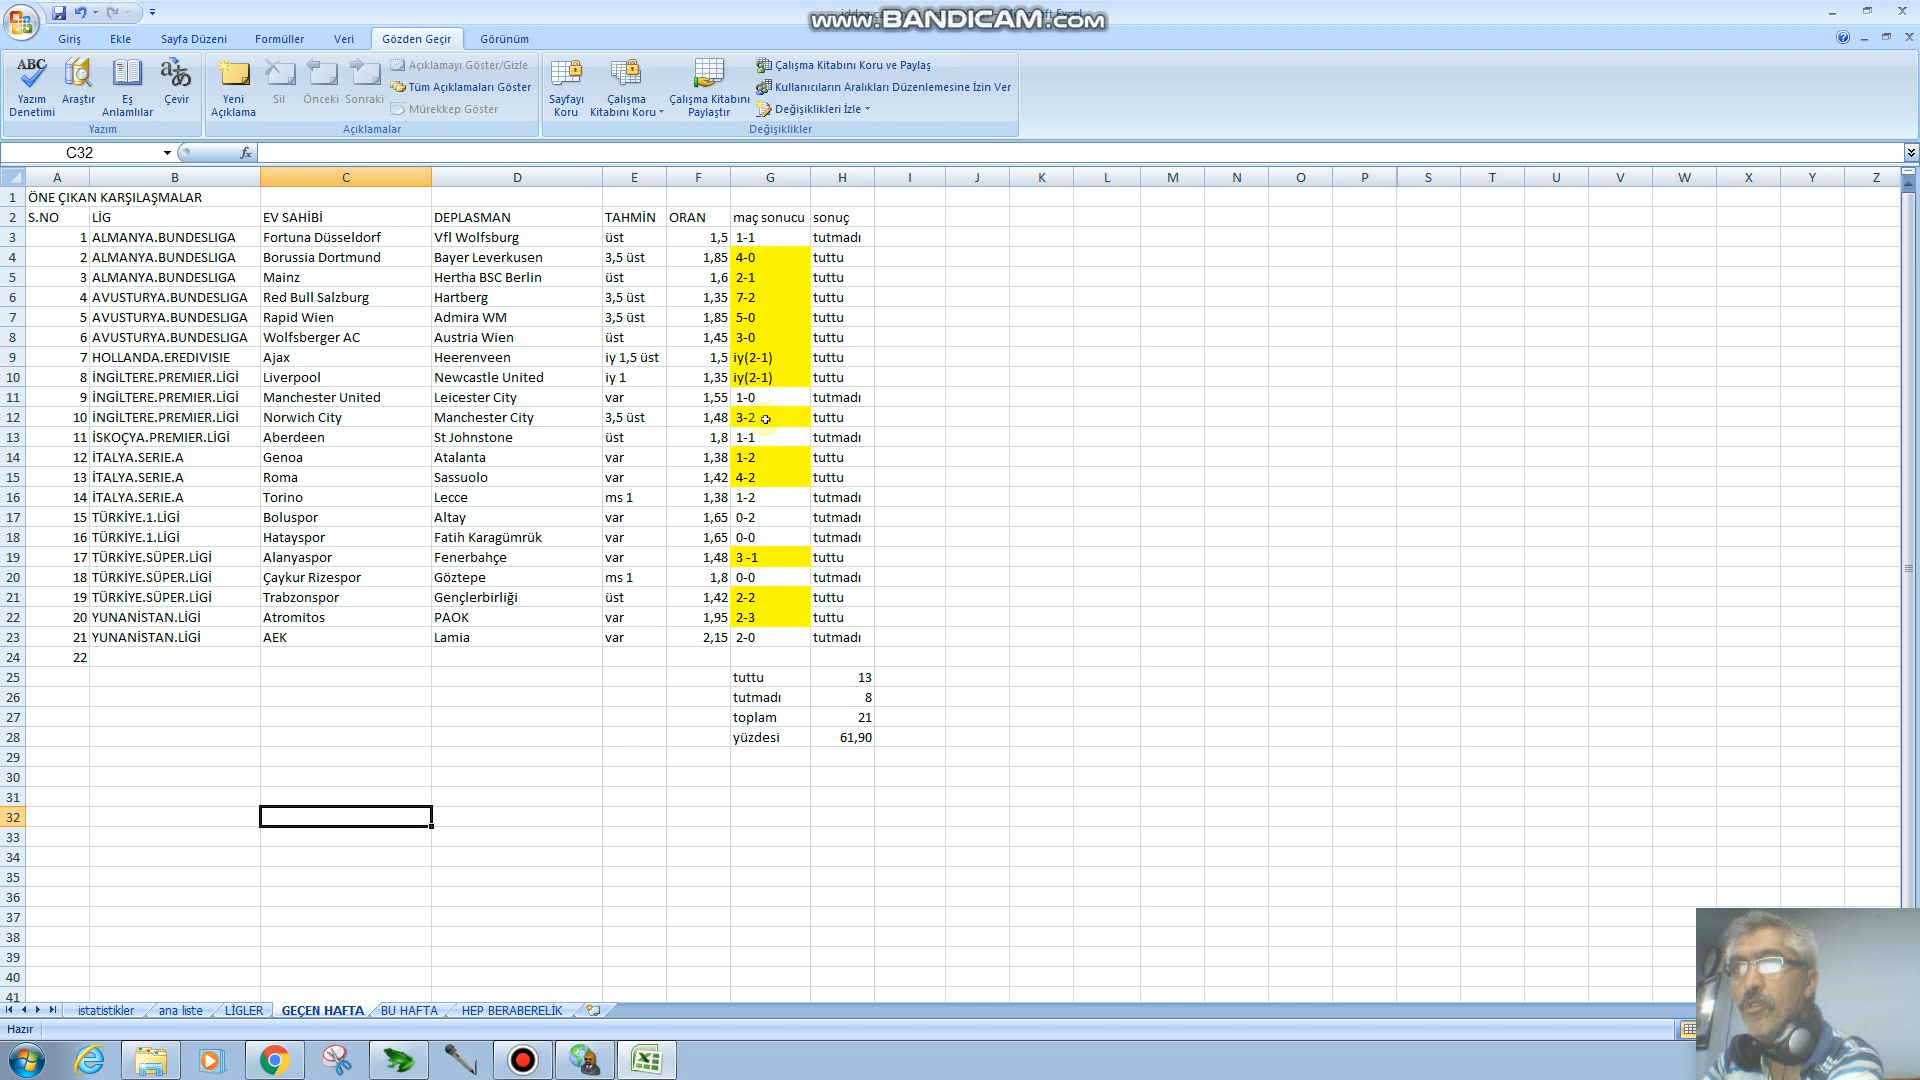 www.BANDICAM.com
Giriş Ekle Sayfa Düzeni Formüller Veri Gözden Geçir Görünüm
Yazım Denetimi Araştır Eş Anlamlılar Çevir
Yazım
Yeni Açıklama Sil Önceki Sonraki Açıklamayı Göster/Gizle Tüm Açıklamaları Göster Mürekkep Göster
Açıklamalar
Sayfayı Koru Çalışma Kitabını Koru Çalışma Kitabını Paylaştır Çalışma Kitabını Koru ve Paylaş Kullanıcıların Aralıkları Düzenlemesine İzin Ver Değişiklikleri İzle
Değişiklikler
C32 fx
A B C D E F G H I J K L M N O P Q R S T U V W X Y Z
1 ÖNE ÇIKAN KARŞILAŞMALAR
2 S.NO LİG EV SAHİBİ DEPLASMAN TAHMİN ORAN maç sonucu sonuç
3 1 ALMANYA.BUNDESLIGA Fortuna Düsseldorf Vfl Wolfsburg üst 1,5 1-1 tutmadı
4 2 ALMANYA.BUNDESLIGA Borussia Dortmund Bayer Leverkusen 3,5 üst 1,85 4-0 tuttu
5 3 ALMANYA.BUNDESLIGA Mainz Hertha BSC Berlin üst 1,6 2-1 tuttu
6 4 AVUSTURYA.BUNDESLIGA Red Bull Salzburg Hartberg 3,5 üst 1,35 7-2 tuttu
7 5 AVUSTURYA.BUNDESLIGA Rapid Wien Admira WM 3,5 üst 1,85 5-0 tuttu
8 6 AVUSTURYA.BUNDESLIGA Wolfsberger AC Austria Wien üst 1,45 3-0 tuttu
9 7 HOLLANDA.EREDIVISIE Ajax Heerenveen iy 1,5 üst 1,5 iy(2-1) tuttu
10 8 İNGİLTERE.PREMIER.LİGİ Liverpool Newcastle United iy 1 1,35 iy(2-1) tuttu
11 9 İNGİLTERE.PREMIER.LİGİ Manchester United Leicester City var 1,55 1-0 tutmadı
12 10 İNGİLTERE.PREMIER.LİGİ Norwich City Manchester City 3,5 üst 1,48 3-2 tuttu
13 11 İSKOÇYA.PREMIER.LİGİ Aberdeen St Johnstone üst 1,8 1-1 tutmadı
14 12 İTALYA.SERIE.A Genoa Atalanta var 1,38 1-2 tuttu
15 13 İTALYA.SERIE.A Roma Sassuolo var 1,42 4-2 tuttu
16 14 İTALYA.SERIE.A Torino Lecce ms 1 1,38 1-2 tutmadı
17 15 TÜRKİYE.1.LİGİ Boluspor Altay var 1,65 0-2 tutmadı
18 16 TÜRKİYE.1.LİGİ Hatayspor Fatih Karagümrük var 1,65 0-0 tutmadı
19 17 TÜRKİYE.SÜPER.LİGİ Alanyaspor Fenerbahçe var 1,48 3 -1 tuttu
20 18 TÜRKİYE.SÜPER.LİGİ Çaykur Rizespor Göztepe ms 1 1,8 0-0 tutmadı
21 19 TÜRKİYE.SÜPER.LİGİ Trabzonspor Gençlerbirliği üst 1,42 2-2 tuttu
22 20 YUNANİSTAN.LİGİ Atromitos PAOK var 1,95 2-3 tuttu
23 21 YUNANİSTAN.LİGİ AEK Lamia var 2,15 2-0 tutmadı
24 22
25 tuttu 13
26 tutmadı 8
27 toplam 21
28 yüzdesi 61,90
29
30
31
32
33
34
35
36
37
38
39
40
41
istatistikler ana liste LİGLER GEÇEN HAFTA BU HAFTA HEP BERABERELİK
Hazır